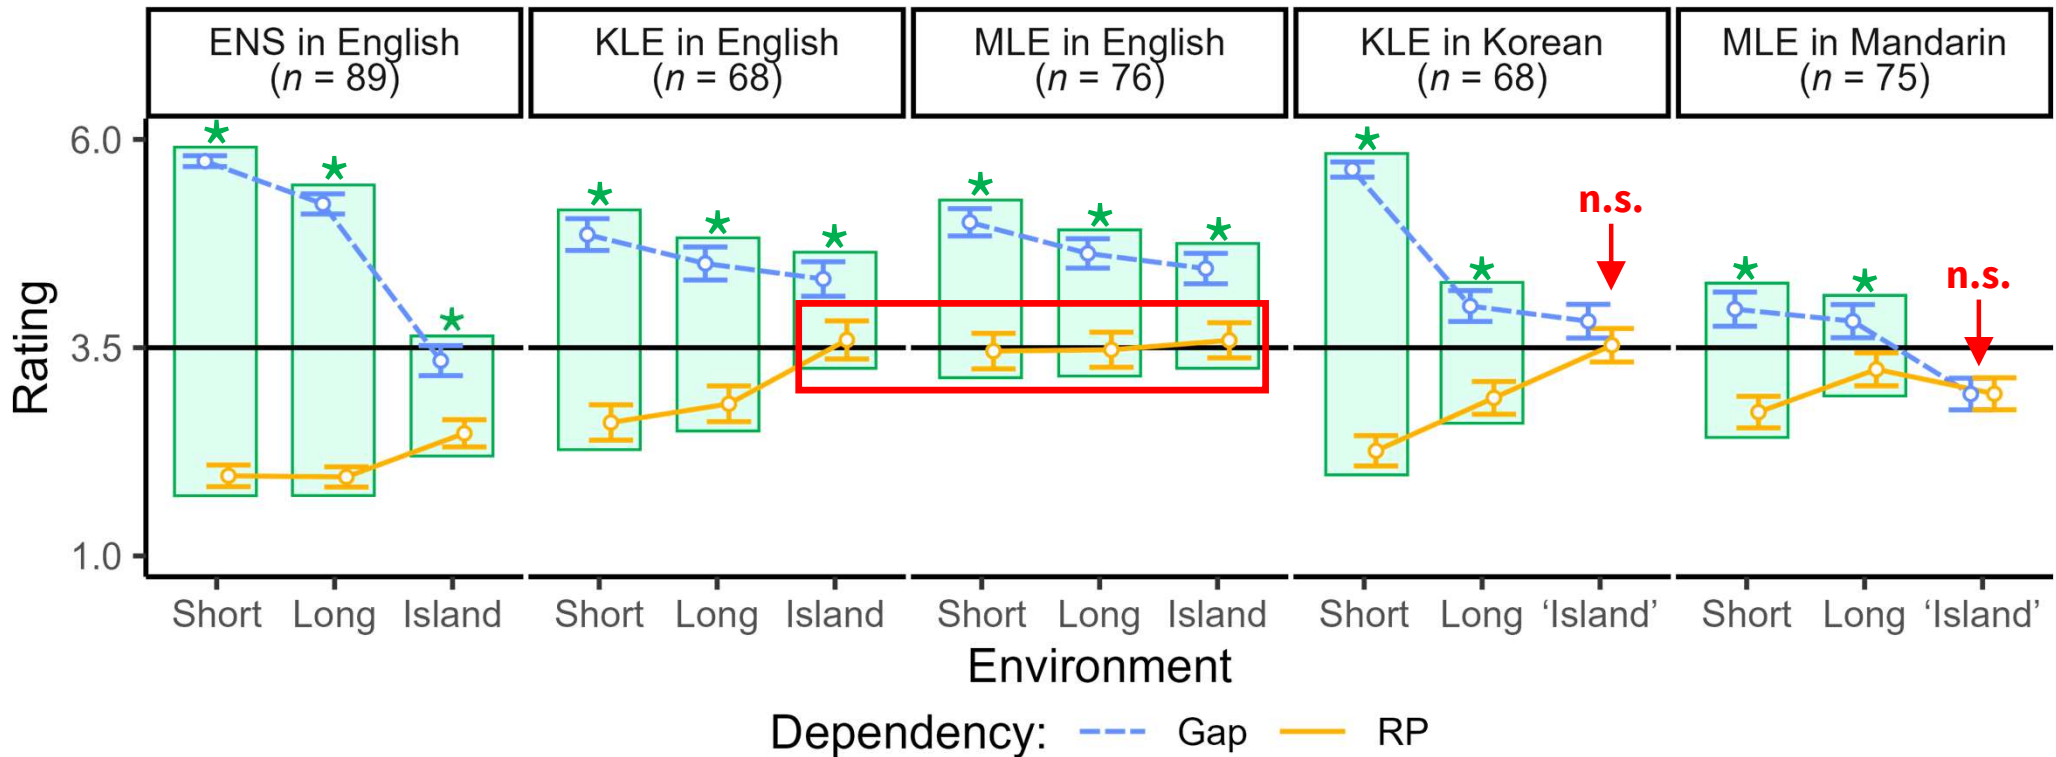 ENS in English
(n = 89)
KLE in English
(n = 68)
MLE in English
(n = 76)
KLE in Korean
(n = 68)
MLE in Mandarin
(n = 75)
Rating
6.0
3.5
1.0
*
*
*
*
*
*
*
*
*
*
*
n.s.
*
*
n.s.
Short Long Island
Short Long Island
Short Long Island
Short Long ‘Island’
Short Long ‘Island’
Environment
Dependency: Gap RP